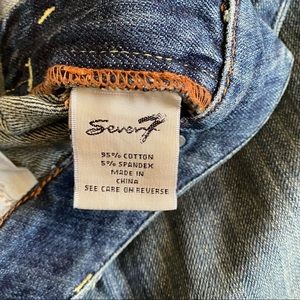 Seven7
95% COTTON
5% SPANDEX
MADE IN
CHINA
SEE CARE ON REVERSE